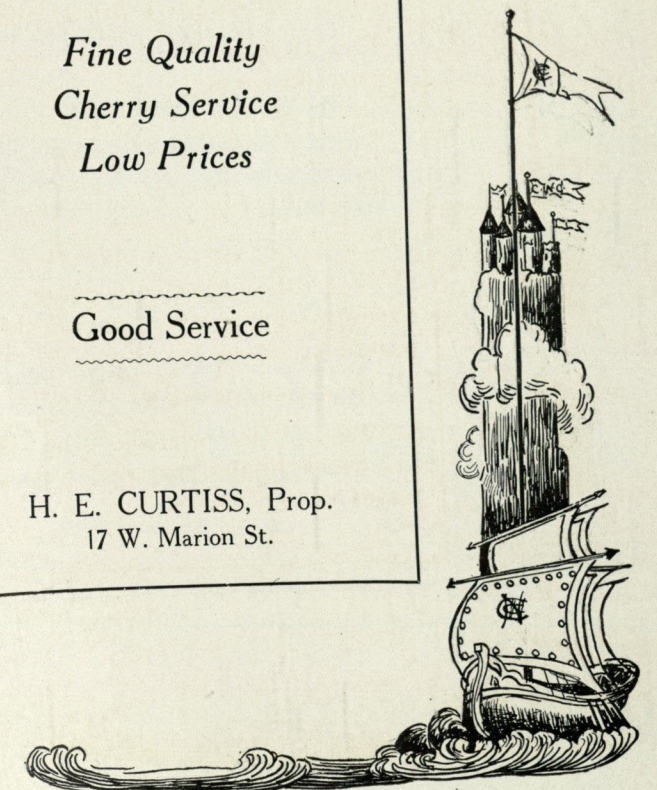 Fine Quality
Cherry Service
Low Prices
Good Service
H. E. CURTISS, Prop.
17 W. Marion St.